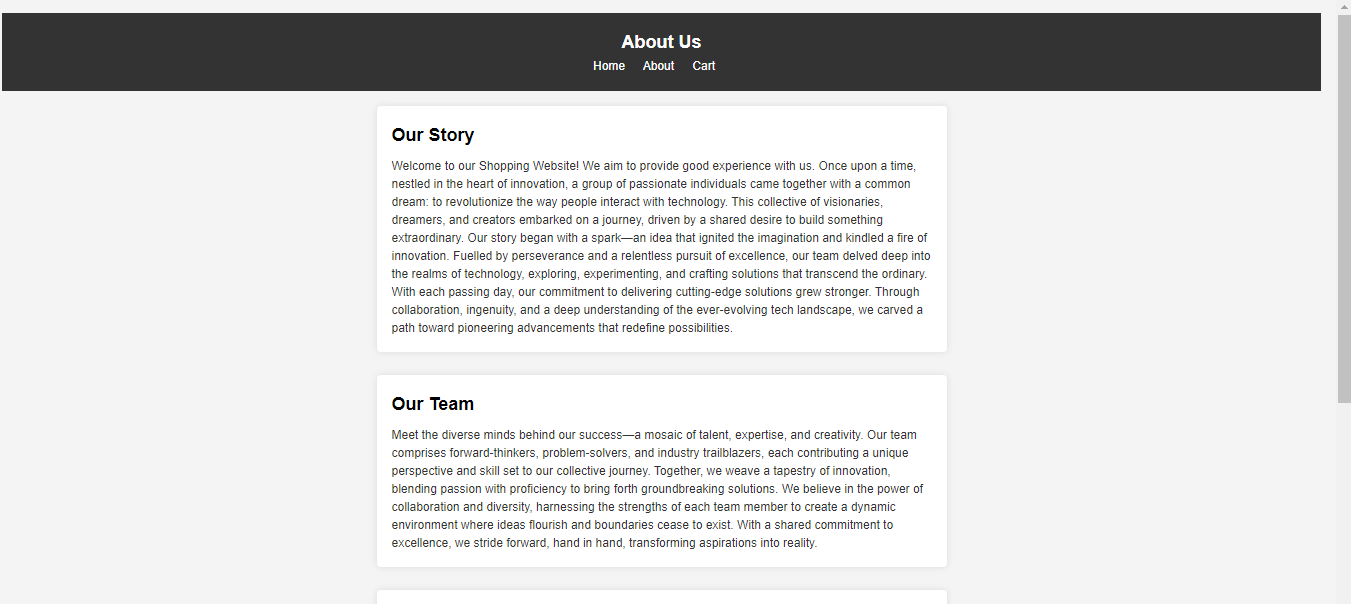 About Us
Home About Cart
Our Story
Welcome to our Shopping Website! We aim to provide good experience with us. Once upon a time,
nestled in the heart of innovation, a group of passionate individuals came together with a common
dream: to revolutionize the way people interact with technology. This collective of visionaries,
dreamers, and creators embarked on a journey, driven by a shared desire to build something
extraordinary. Our story began with a spark—an idea that ignited the imagination and kindled a fire of
innovation. Fuelled by perseverance and a relentless pursuit of excellence, our team delved deep into
the realms of technology, exploring, experimenting, and crafting solutions that transcend the ordinary.
With each passing day, our commitment to delivering cutting-edge solutions grew stronger. Through
collaboration, ingenuity, and a deep understanding of the ever-evolving tech landscape, we carved a
path toward pioneering advancements that redefine possibilities.
Our Team
Meet the diverse minds behind our success—a mosaic of talent, expertise, and creativity. Our team
comprises forward-thinkers, problem-solvers, and industry trailblazers, each contributing a unique
perspective and skill set to our collective journey. Together, we weave a tapestry of innovation,
blending passion with proficiency to bring forth groundbreaking solutions. We believe in the power of
collaboration and diversity, harnessing the strengths of each team member to create a dynamic
environment where ideas flourish and boundaries cease to exist. With a shared commitment to
excellence, we stride forward, hand in hand, transforming aspirations into reality.